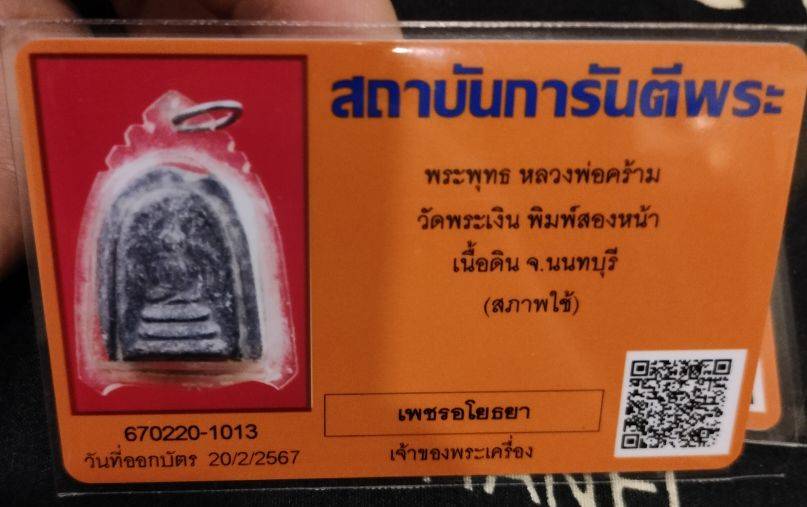 สถาบันการันตีพระ
พระพุทธ หลวงพ่อคร้าม
วัดพระเงิน พิมพ์สองหน้า
เนื้อดิน จ.นนทบุรี
(สภาพใช้)
เพชรอโยธยา
เจ้าของพระเครื่อง
670220-1013
วันที่ออกบัตร 20/2/2567